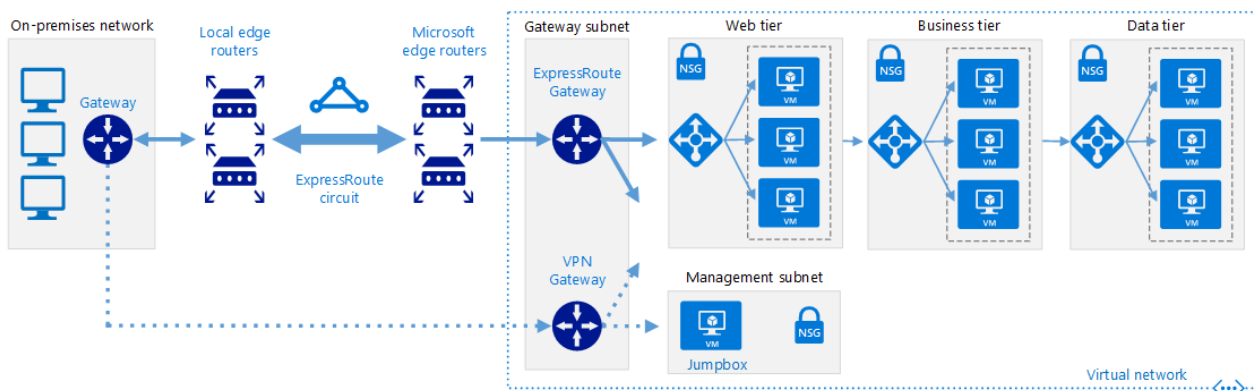 On-premises network
Gateway
Local edge
routers
ExpressRoute
circuit
Microsoft
edge routers
Gateway subnet
ExpressRoute
Gateway
VPN
Gateway
Web tier
NSG
VM
VM
VM
Business tier
NSG
VM
VM
VM
Data tier
NSG
VM
VM
VM
Management subnet
VM
Jumpbox
NSG
Virtual network